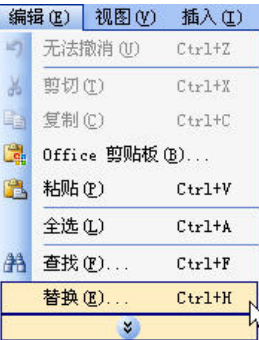 编辑(E) 视图(V) 插入(I)
无法撤消(U) Ctrl+Z
剪切(T) Ctrl+X
复制(C) Ctrl+C
Office 剪贴板(B)...
粘贴(P) Ctrl+V
全选(L) Ctrl+A
查找(F)... Ctrl+F
替换(E)... Ctrl+H